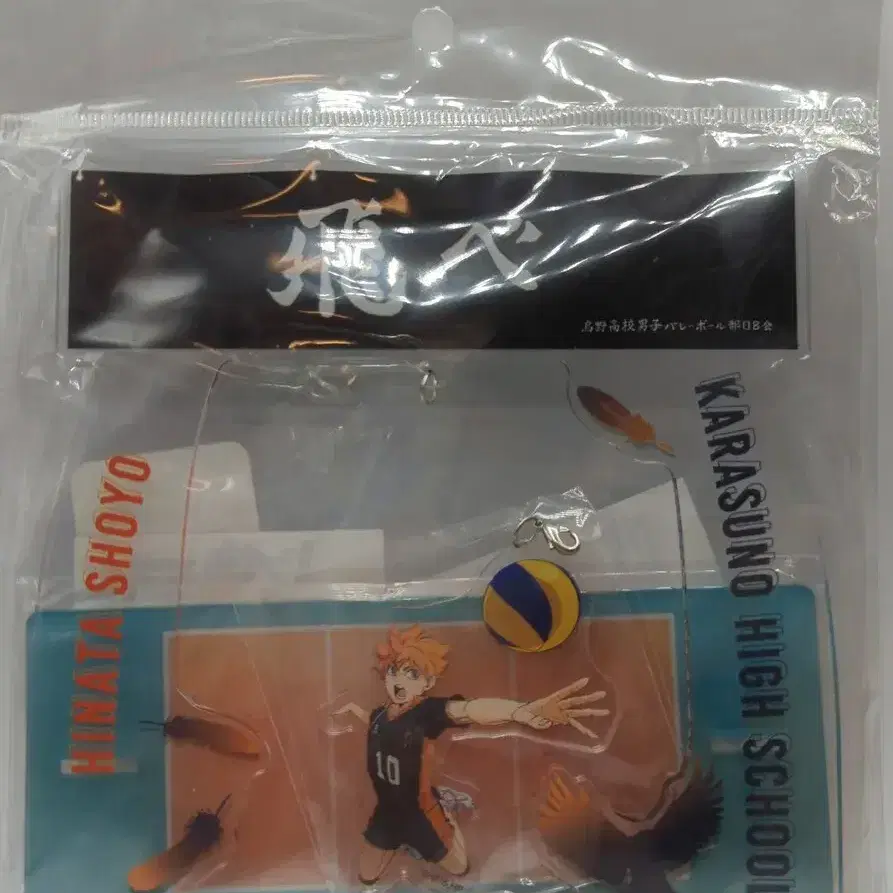 飛べ
烏野高校男子バレーボール部OB会
HINATA SHOYO
KARASUNO HIGH SCHOOL
10